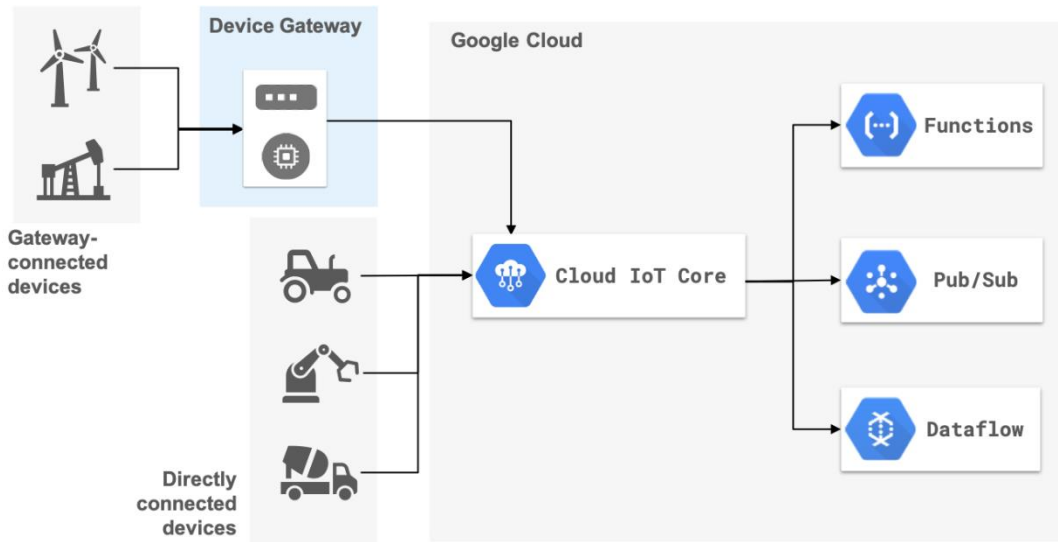 Device Gateway
Google Cloud
Functions
Gateway-
connected
devices
Cloud IoT Core
Pub/Sub
Dataflow
Directly
connected
devices